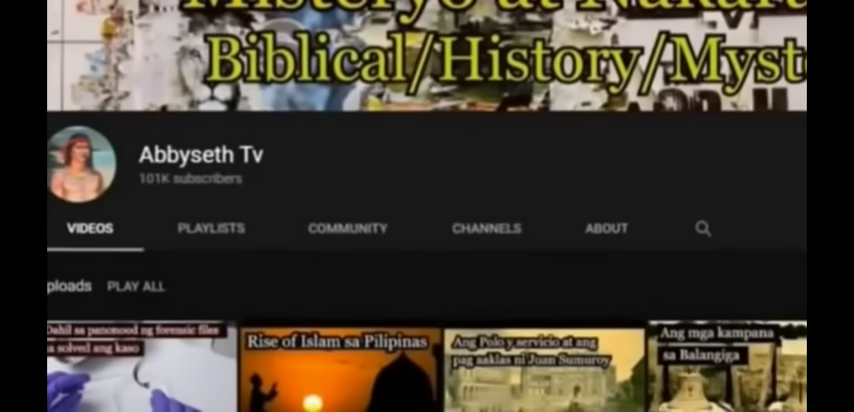 Misteryo at
Biblical/History/Myst
Abbyseth Tv
101K subscribers
VIDEOS PLAYLISTS COMMUNITY CHANNELS ABOUT
ploads PLAY ALL
Dahil sa panonood ng forensic files
a solved ang kaso
Rise of Islam sa Pilipinas
Ang Polo y servicio at ang
pag aaklas ni Juan Sumuroy
Ang mga kampana
sa Balangiga